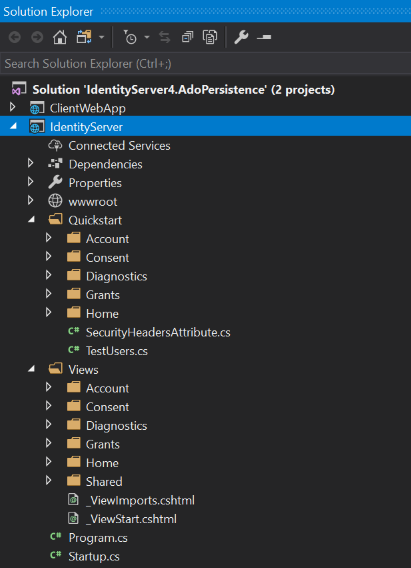 Solution Explorer
Search Solution Explorer (Ctrl+;)
Solution 'IdentityServer4.AdoPersistence' (2 projects)
ClientWebApp
IdentityServer
Connected Services
Dependencies
Properties
wwwroot
Quickstart
Account
Consent
Diagnostics
Grants
Home
C# SecurityHeadersAttribute.cs
C# TestUsers.cs
Views
Account
Consent
Diagnostics
Grants
Home
Shared
_ViewImports.cshtml
_ViewStart.cshtml
C# Program.cs
C# Startup.cs